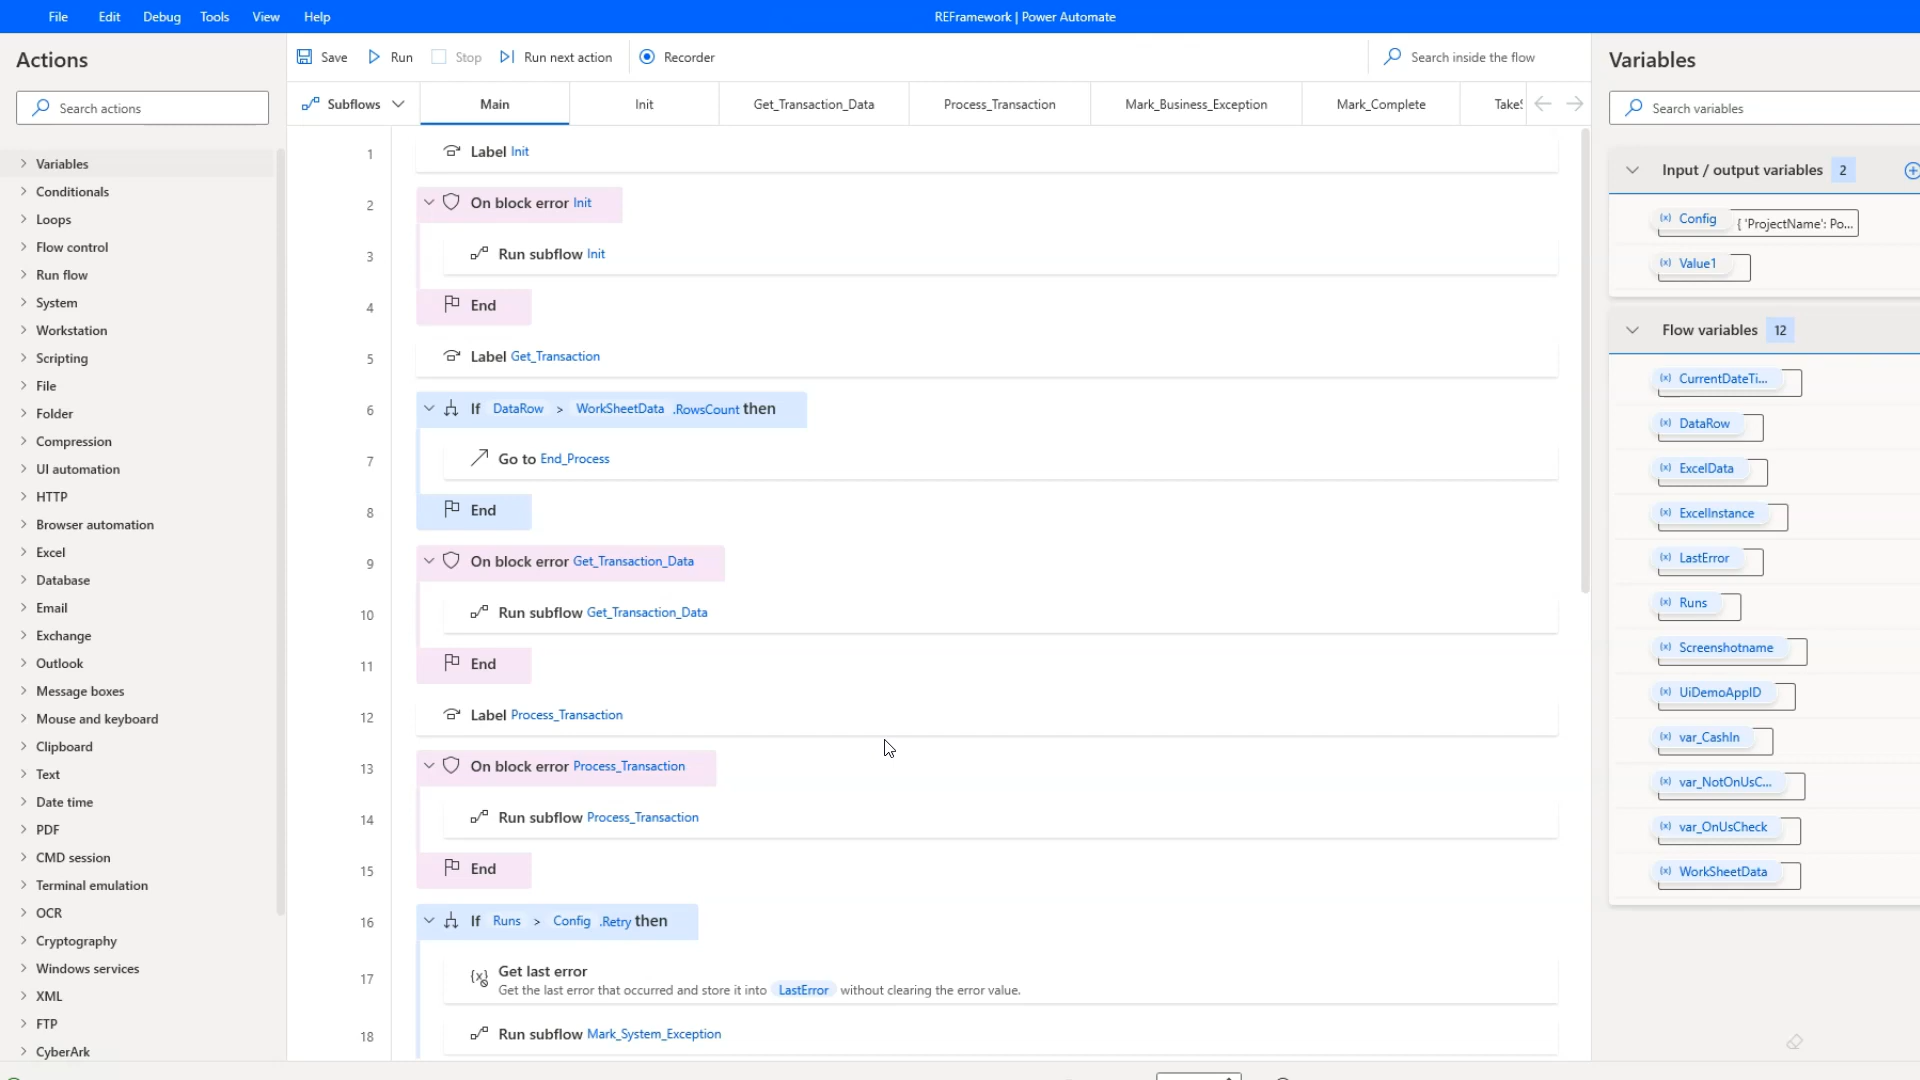 File Edit Debug Tools View Help
REFramework | Power Automate
Actions
Search actions
Variables
Conditionals
Loops
Flow control
Run flow
System
Workstation
Scripting
File
Folder
Compression
UI automation
HTTP
Browser automation
Excel
Database
Email
Exchange
Outlook
Message boxes
Mouse and keyboard
Clipboard
Text
Date time
PDF
CMD session
Terminal emulation
OCR
Cryptography
Windows services
XML
FTP
CyberArk
Save Run Stop Run next action Recorder
Search inside the flow
Subflows Main Init Get_Transaction_Data Process_Transaction Mark_Business_Exception Mark_Complete Take
1 Label Init
2 On block error Init
3 Run subflow Init
4 End
5 Label Get_Transaction
6 If DataRow > WorkSheetData .RowsCount then
7 Go to End_Process
8 End
9 On block error Get_Transaction_Data
10 Run subflow Get_Transaction_Data
11 End
12 Label Process_Transaction
13 On block error Process_Transaction
14 Run subflow Process_Transaction
15 End
16 If Runs > Config .Retry then
17 Get last error
Get the last error that occurred and store it into LastError without clearing the error value.
18 Run subflow Mark_System_Exception
Variables
Search variables
Input / output variables 2
(x) Config { 'ProjectName': Po...
(x) Value1
Flow variables 12
(x) CurrentDateTi...
(x) DataRow
(x) ExcelData
(x) ExcelInstance
(x) LastError
(x) Runs
(x) Screenshotname
(x) UiDemoAppID
(x) var_CashIn
(x) var_NotOnUsC...
(x) var_OnUsCheck
(x) WorkSheetData